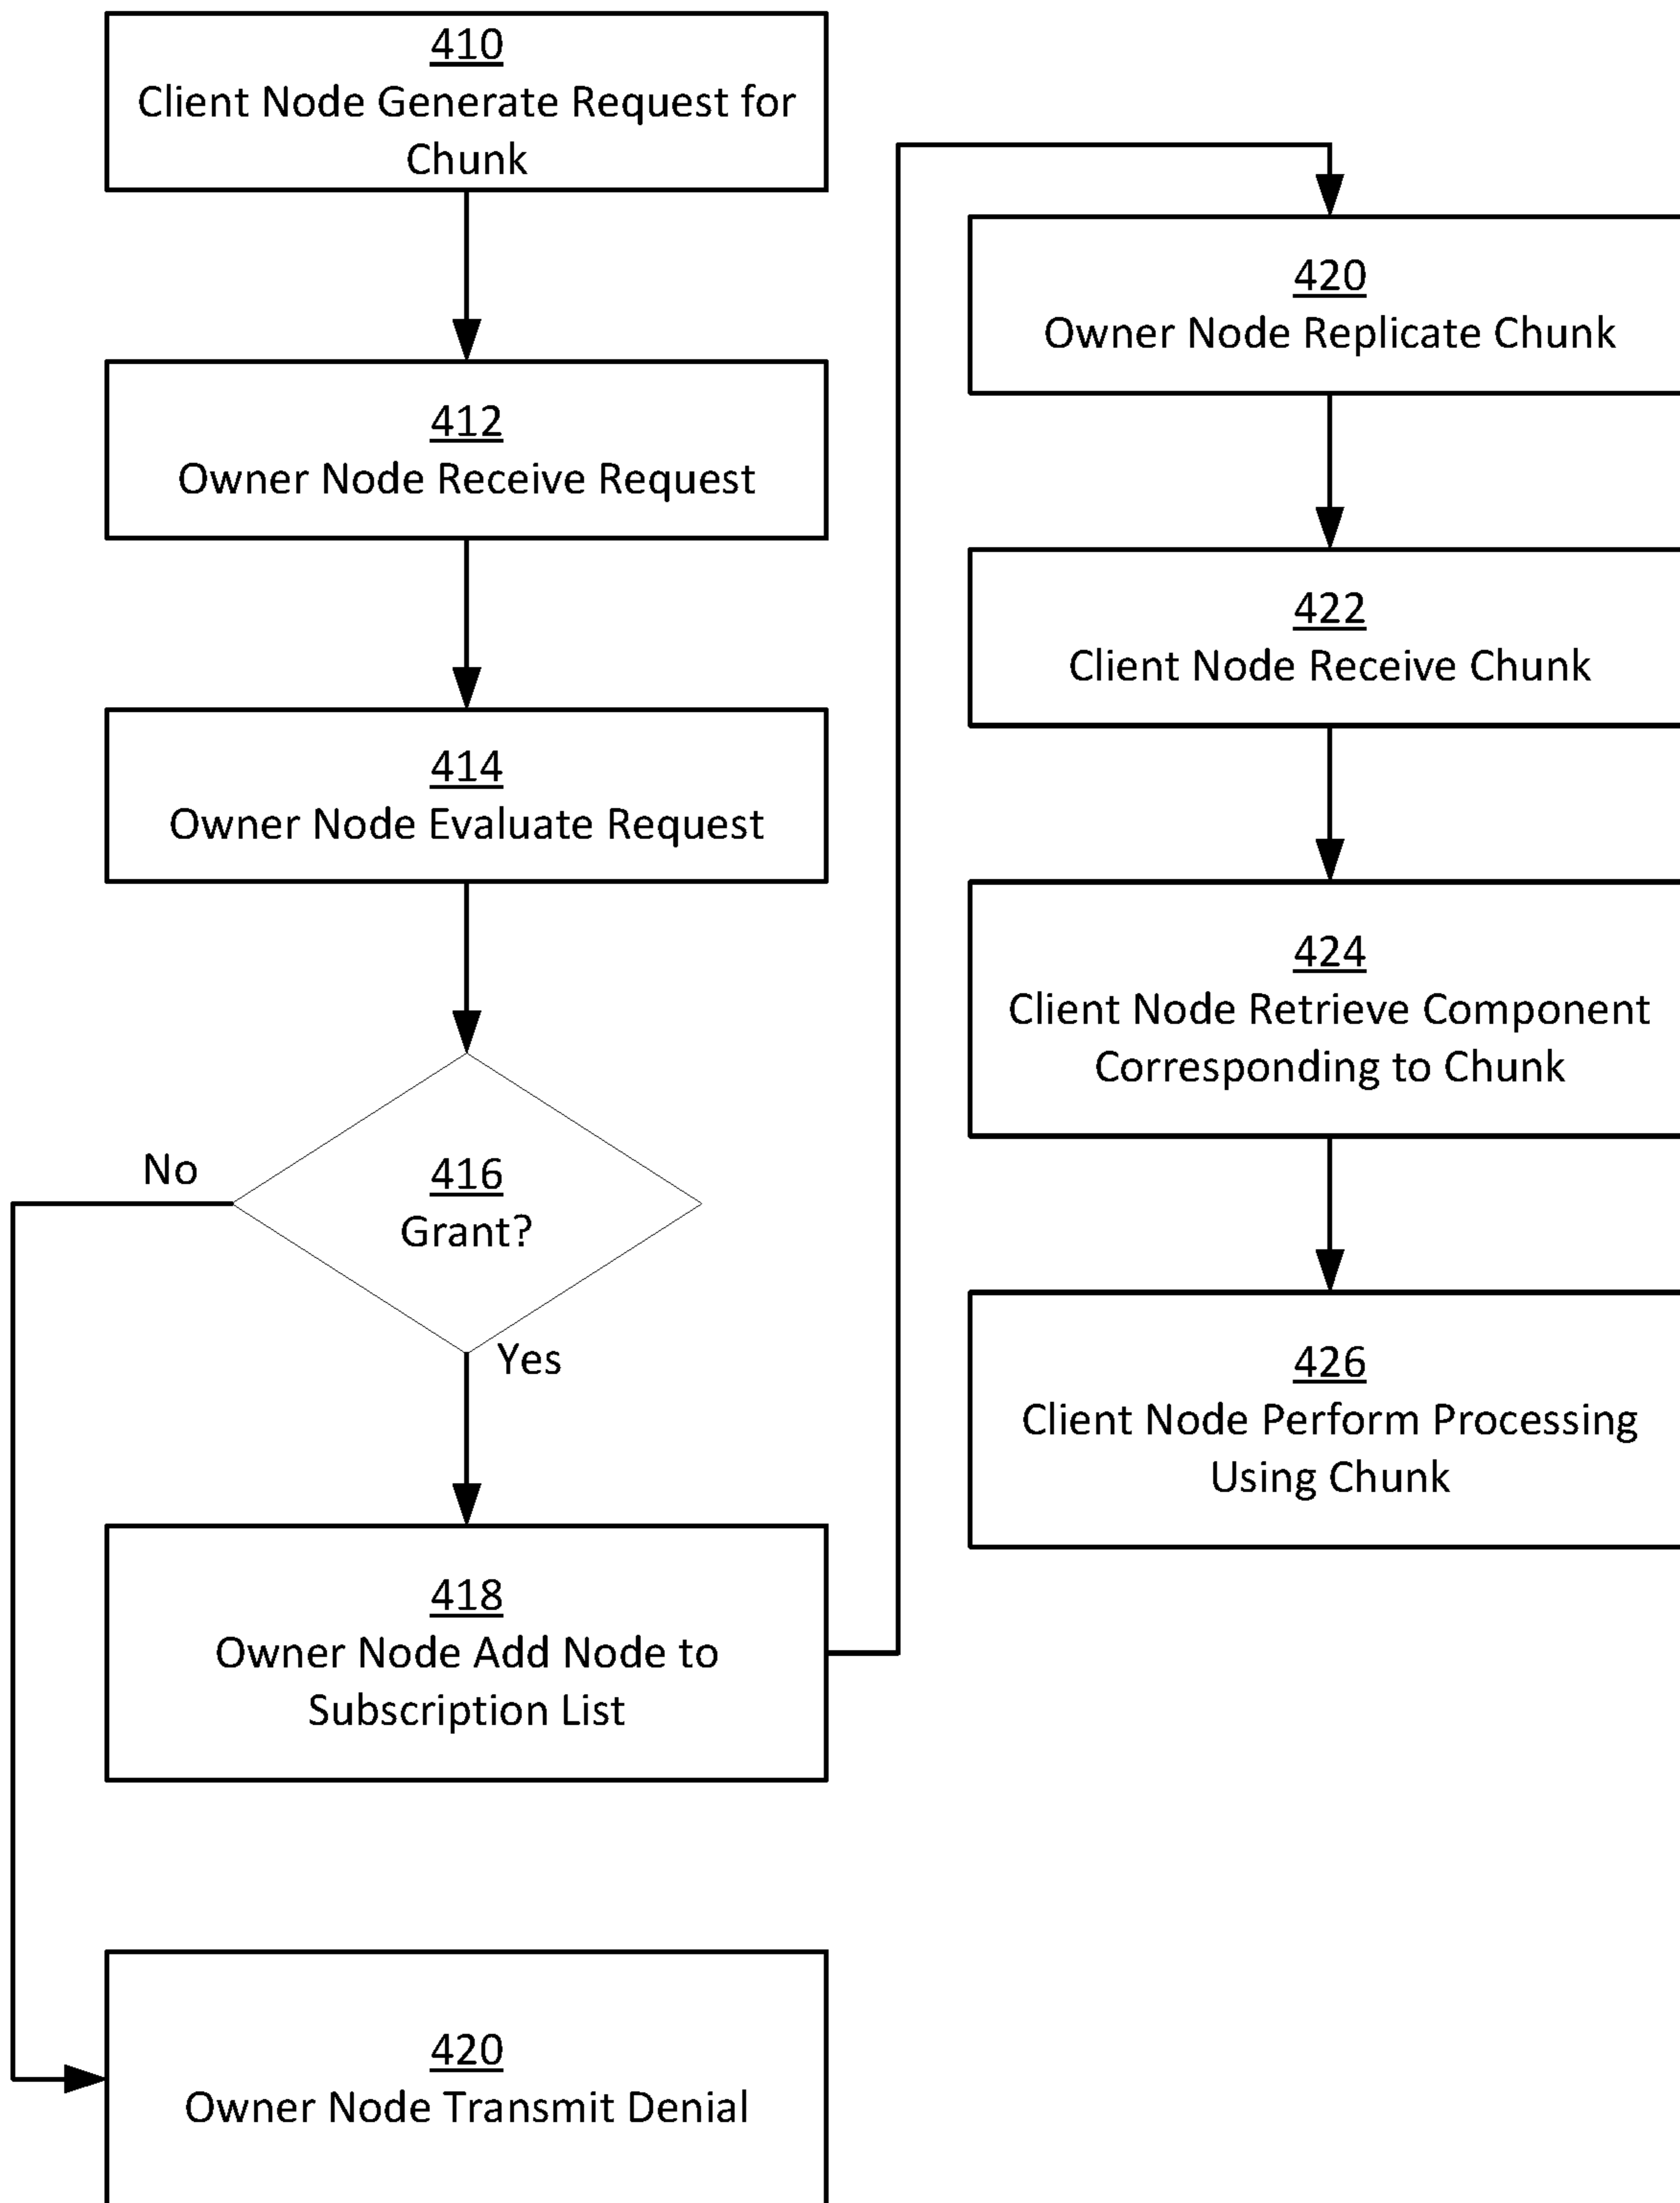 410
Client Node Generate Request for
Chunk
412
Owner Node Receive Request
414
Owner Node Evaluate Request
No
416
Grant?
Yes
418
Owner Node Add Node to
Subscription List
420
Owner Node Transmit Denial
420
Owner Node Replicate Chunk
422
Client Node Receive Chunk
424
Client Node Retrieve Component
Corresponding to Chunk
426
Client Node Perform Processing
Using Chunk